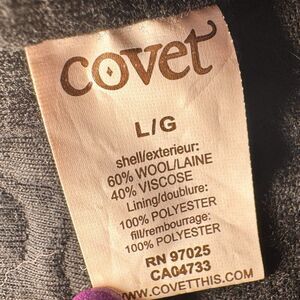 covet
L/G
shell/exterieur:
60% WOOL/LAINE
40% VISCOSE
Lining/doublure:
100% POLYESTER
fill/rembourrage:
100% POLYESTER
RN 97025
CA04733
www.COVETTHIS.COM